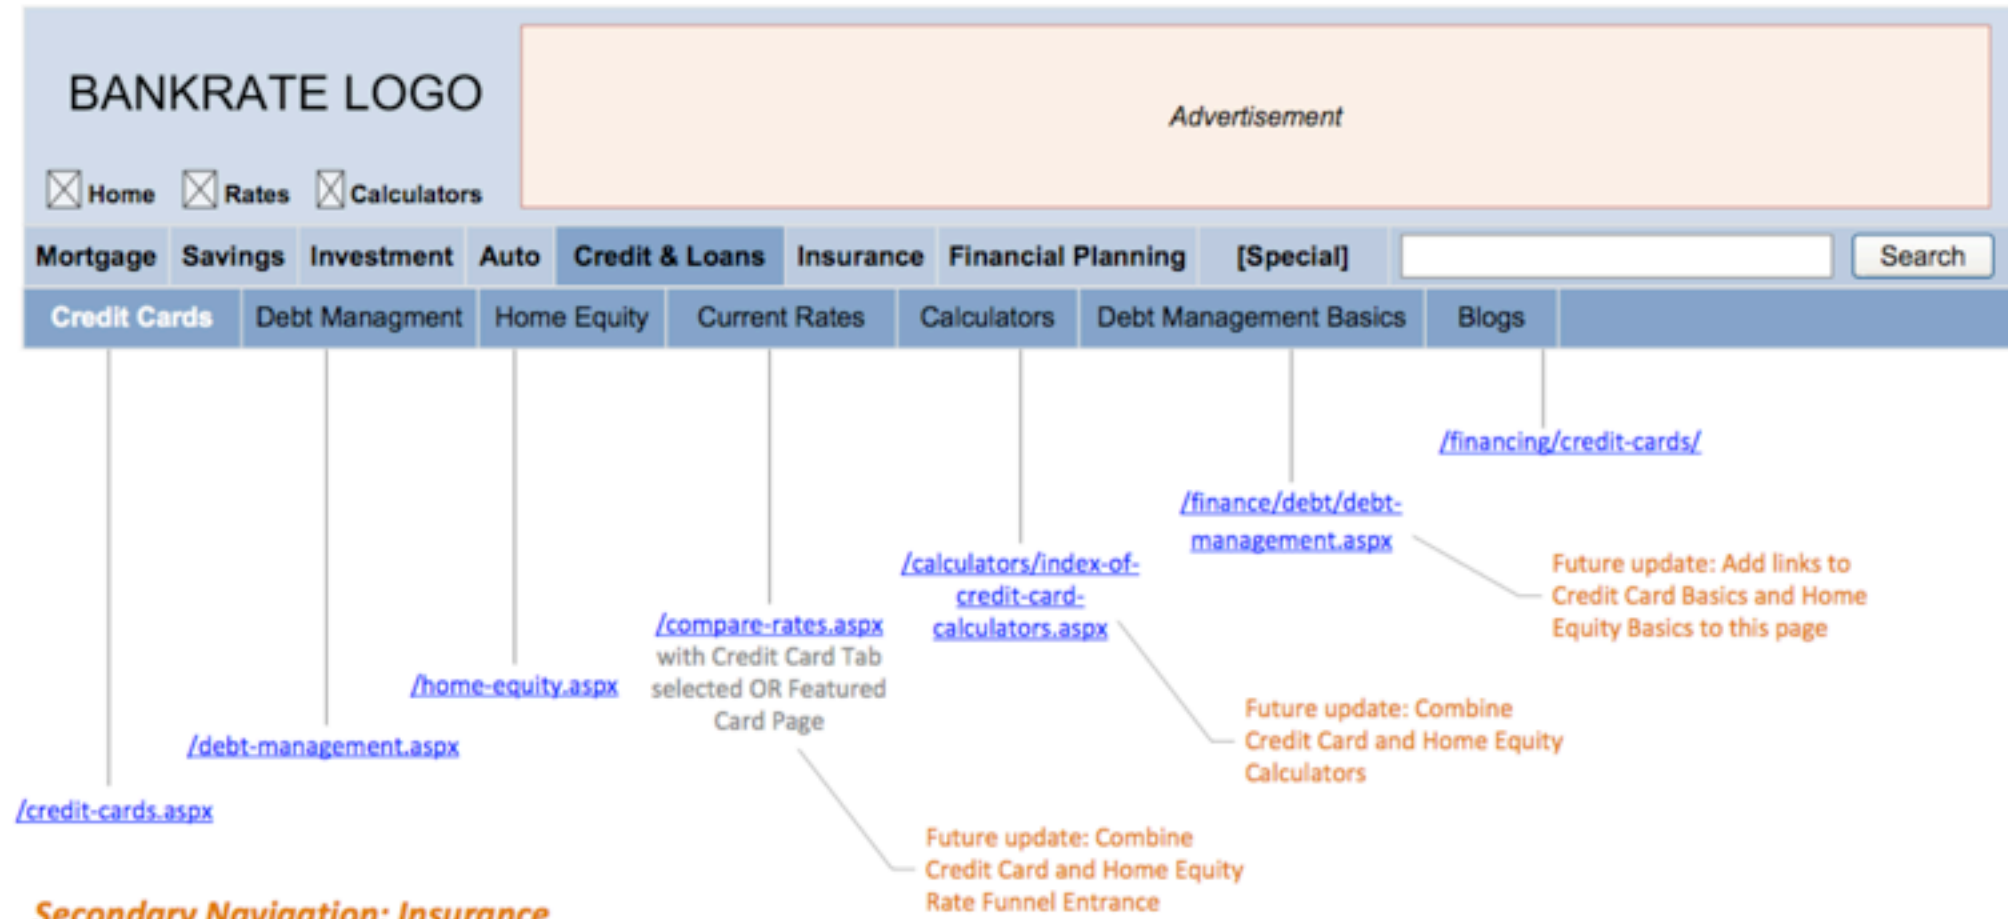 BANKRATE LOGO
Advertisement
Home Rates Calculators
Mortgage Savings Investment Auto Credit & Loans Insurance Financial Planning [Special] Search
Credit Cards Debt Managment Home Equity Current Rates Calculators Debt Management Basics Blogs
/financing/credit-cards/
/finance/debt/debt-
management.aspx
Future update: Add links to
Credit Card Basics and Home
Equity Basics to this page
/calculators/index-of-
credit-card-
calculators.aspx
Future update: Combine
Credit Card and Home Equity
Calculators
/compare-rates.aspx
with Credit Card Tab
selected OR Featured
Card Page
Future update: Combine
Credit Card and Home Equity
Rate Funnel Entrance
/home-equity.aspx
/debt-management.aspx
/credit-cards.aspx
Secondary Navigation: Insurance